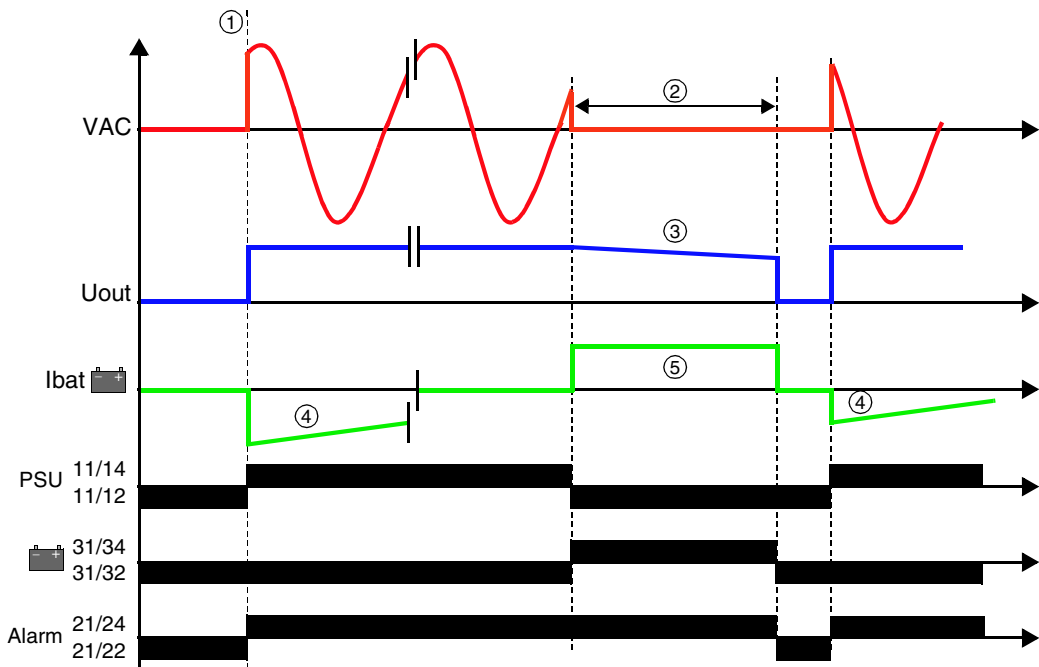 ①
②
VAC
③
Uout
Ibat − +
⑤
④
④
PSU 11/14
11/12
− + 31/34
31/32
Alarm 21/24
21/22